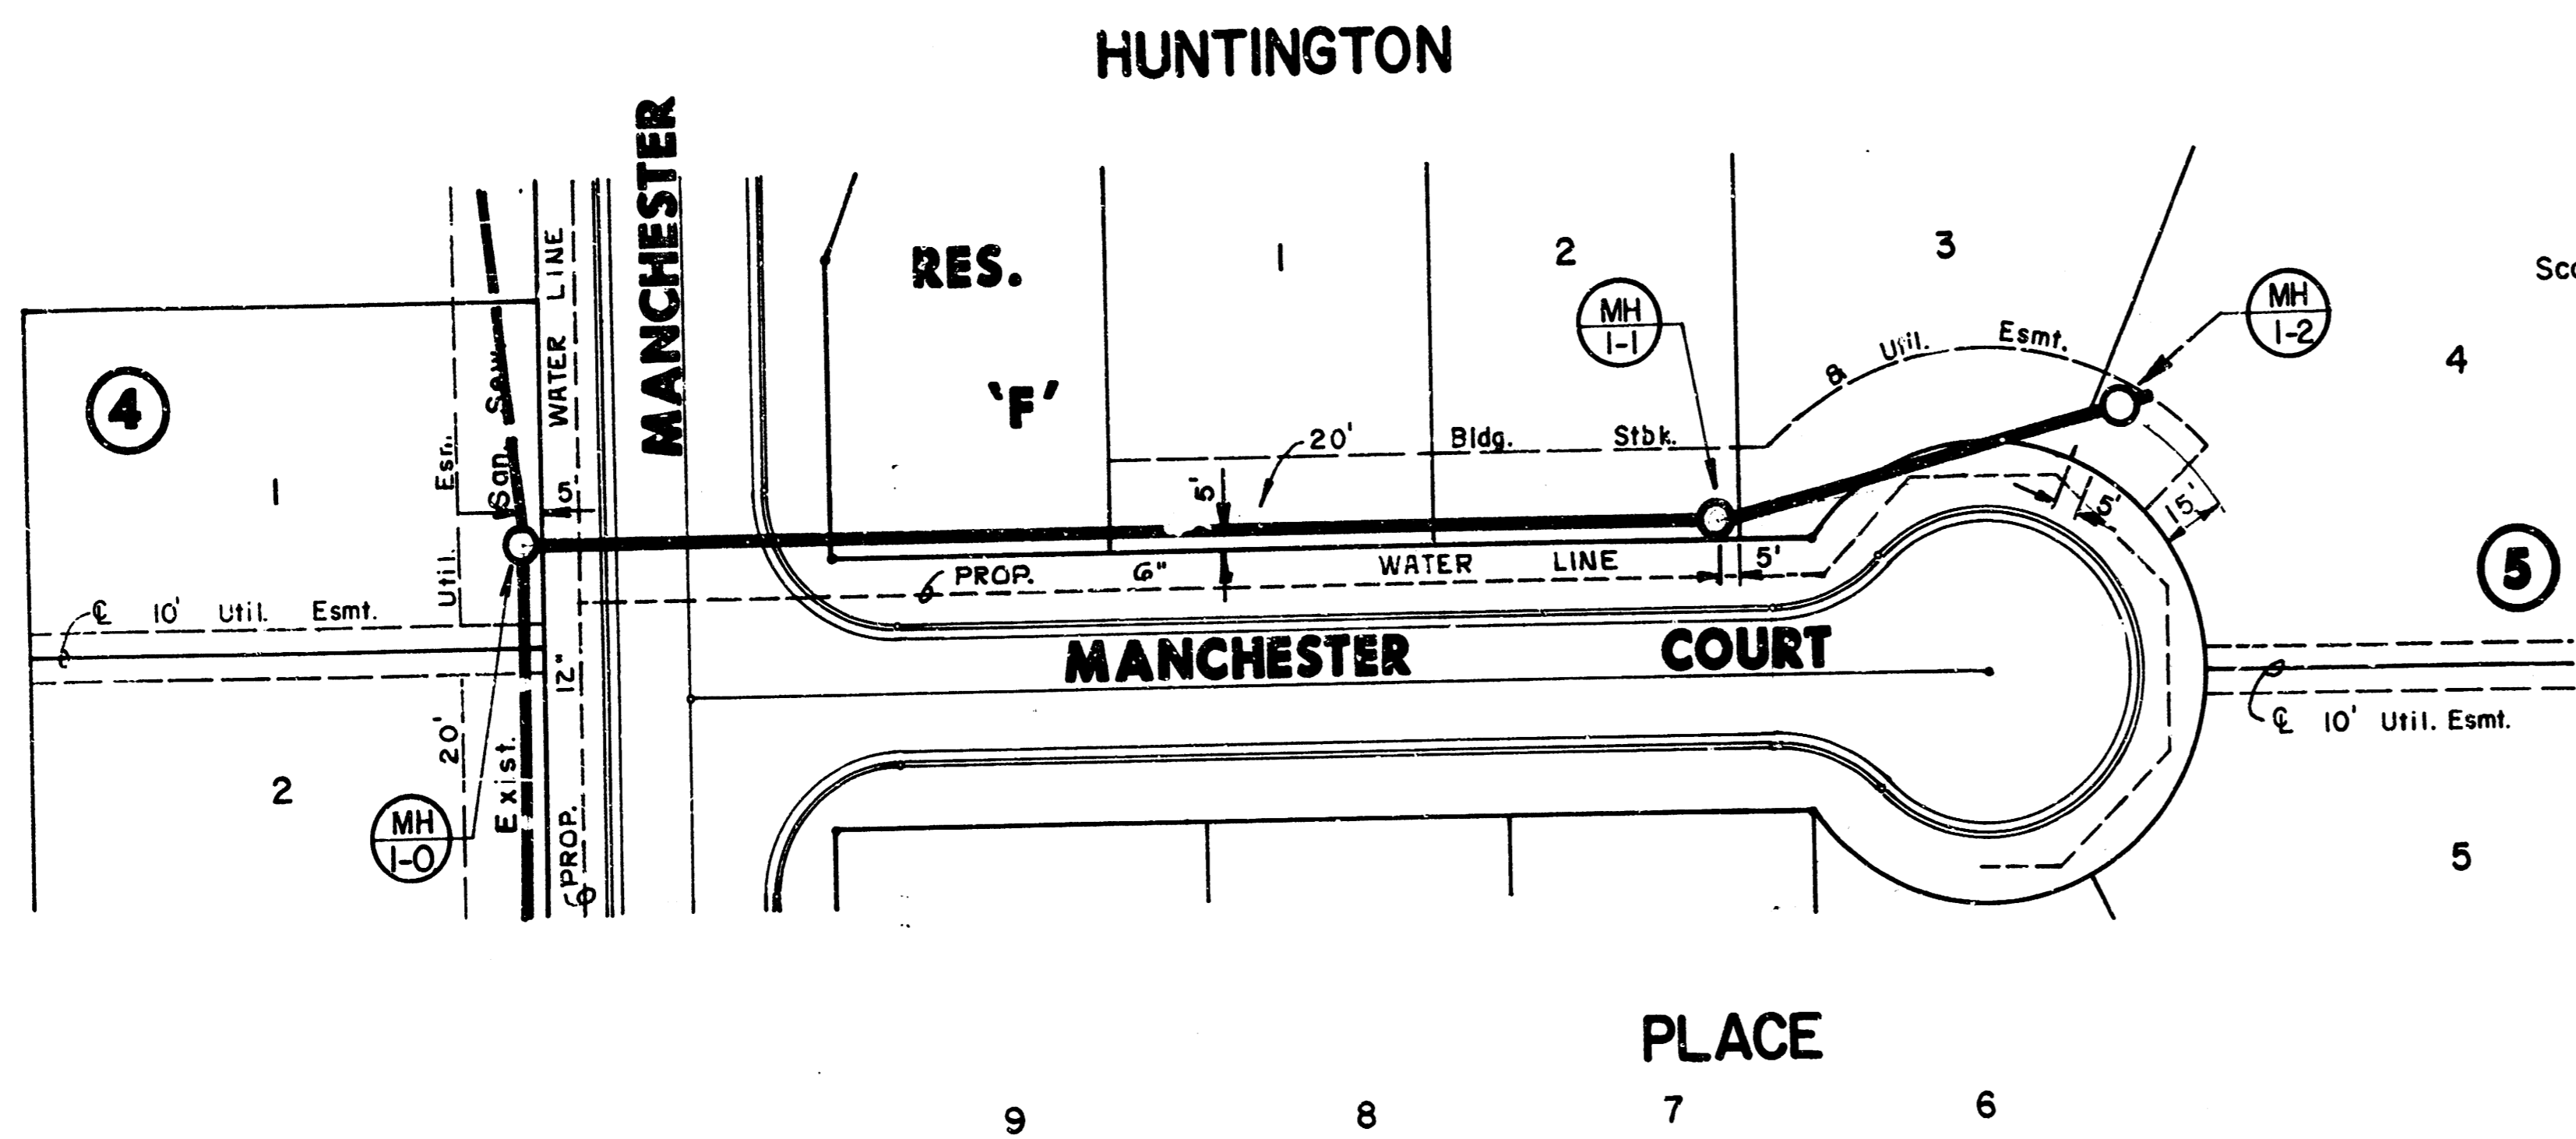 HUNTINGTON
MANCHESTER
WATER LINE
San. Sew.
RES.
'F'
1
2
3
Sco
MH
1-1
MH
1-2
& Util. Esmt.
4
4
20' Bldg. Stbk.
1
Util.
5'
5'
5'
15'
5
PROP. 6" WATER LINE
5'
℄ 10' Util. Esmt.
MANCHESTER COURT
12"
20'
Exist.
PROP.
℄ 10' Util. Esmt.
2
MH
1-0
5
PLACE
9 8 7 6